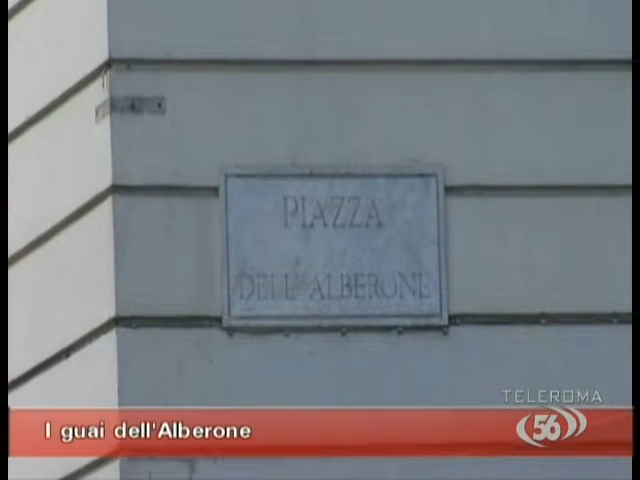 PIAZZA
DELL' ALBERONE
TELEROMA
56
I guai dell'Alberone